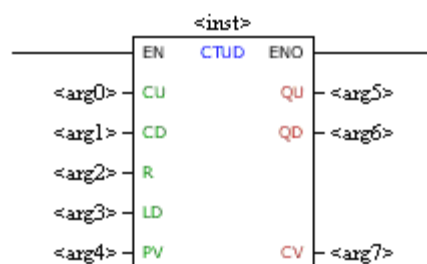 <inst>
EN CTUD ENO
<arg0> CU QU <arg5>
<arg1> CD QD <arg6>
<arg2> R
<arg3> LD
<arg4> PV CV <arg7>